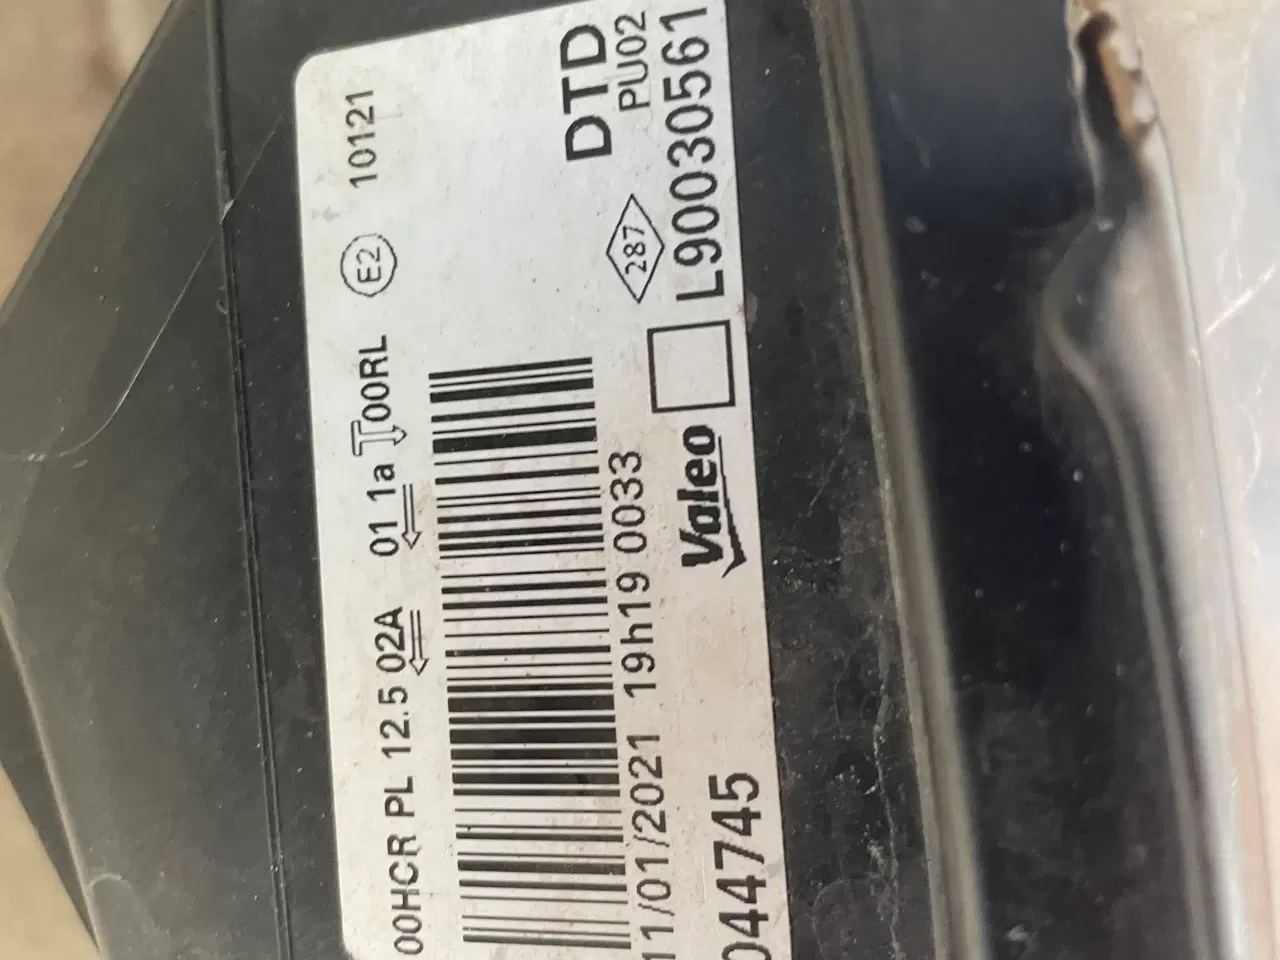 00HCR PL 12.5 02A 01 1a 00RL E2 10121
DTD
PU02
11/01/2021 19h19 0033 287
044745 Valeo L90030561